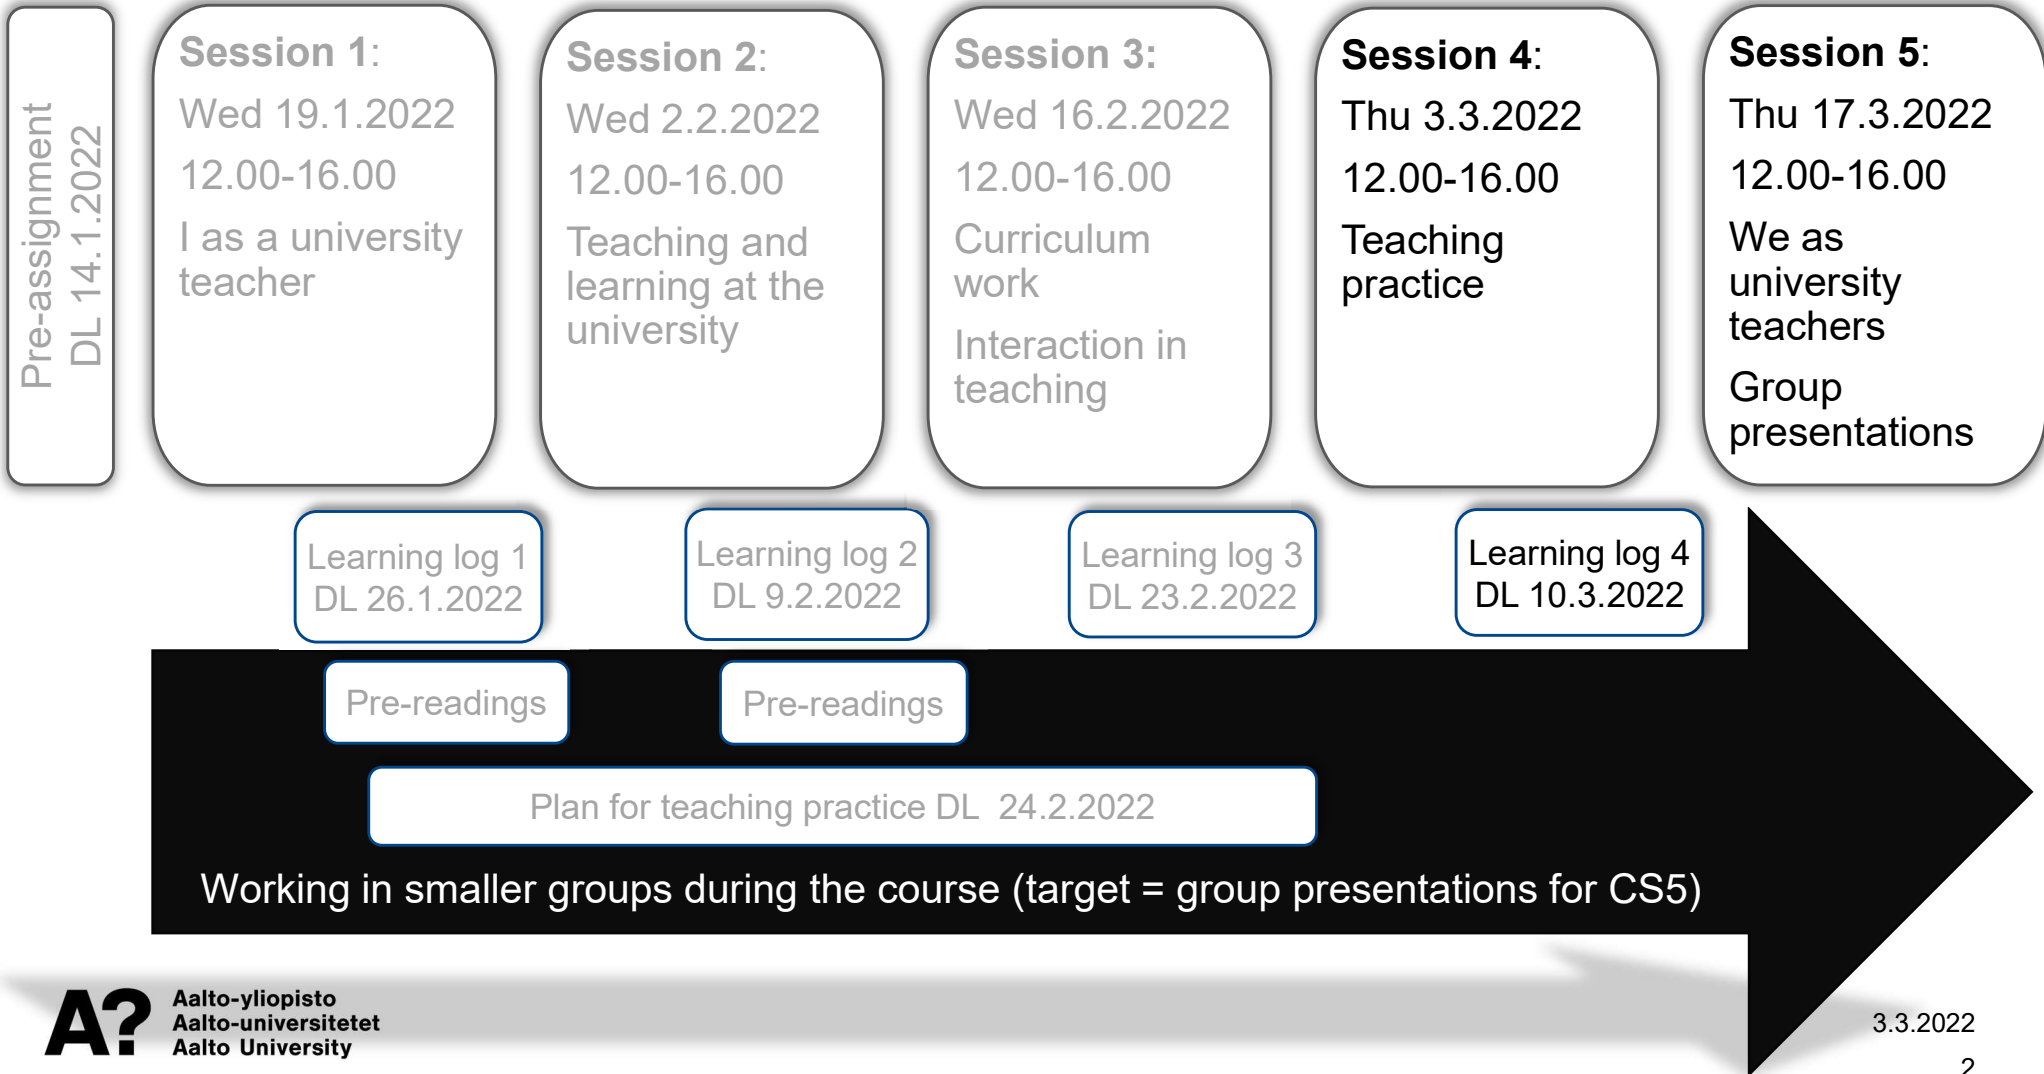 Pre-assignment
DL 14.1.2022
Session 1:
Wed 19.1.2022
12.00-16.00
I as a university
teacher
Session 2:
Wed 2.2.2022
12.00-16.00
Teaching and
learning at the
university
Session 3:
Wed 16.2.2022
12.00-16.00
Curriculum
work
Interaction in
teaching
Session 4:
Thu 3.3.2022
12.00-16.00
Teaching
practice
Session 5:
Thu 17.3.2022
12.00-16.00
We as
university
teachers
Group
presentations
Learning log 1
DL 26.1.2022
Learning log 2
DL 9.2.2022
Learning log 3
DL 23.2.2022
Learning log 4
DL 10.3.2022
Pre-readings
Pre-readings
Plan for teaching practice DL  24.2.2022
Working in smaller groups during the course (target = group presentations for CS5)
A?
Aalto-yliopisto
Aalto-universitetet
Aalto University
3.3.2022
2